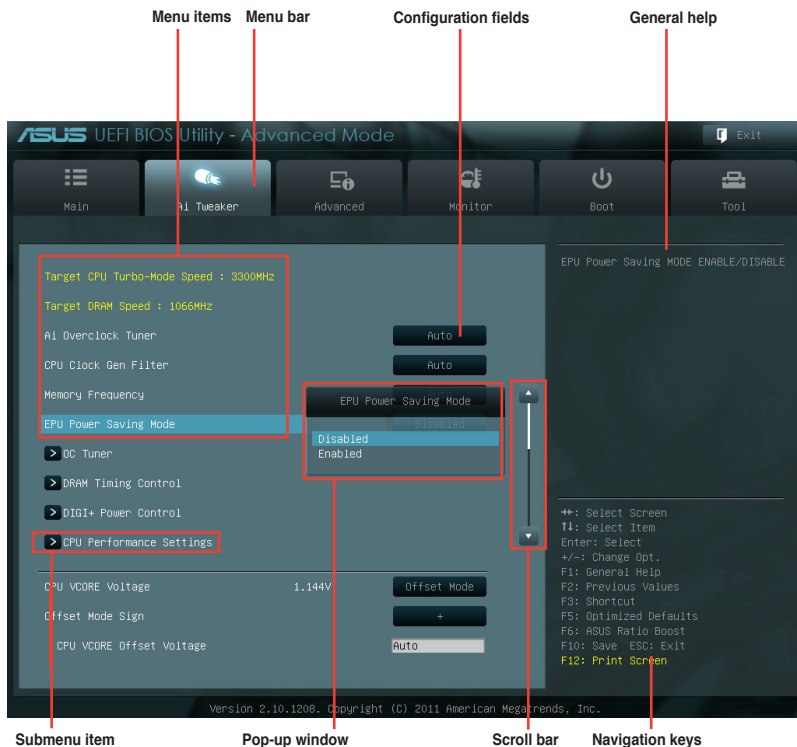 Menu items Menu bar Configuration fields General help
ASUS UEFI BIOS Utility - Advanced Mode
Exit
Main Ai Tweaker Advanced Monitor Boot Tool
EPU Power Saving MODE ENABLE/DISABLE
Target CPU Turbo-Mode Speed : 3300MHz
Target DRAM Speed : 1066MHz
Ai Overclock Tuner Auto
CPU Clock Gen Filter Auto
Memory Frequency
EPU Power Saving Mode Disabled
EPU Power Saving Mode
Disabled
Enabled
> OC Tuner
> DRAM Timing Control
> DIGI+ Power Control
> CPU Performance Settings
CPU VCORE Voltage 1.144V Offset Mode
Offset Mode Sign +
CPU VCORE Offset Voltage Auto
→←: Select Screen
↑↓: Select Item
Enter: Select
+/-: Change Opt.
F1: General Help
F2: Previous Values
F3: Shortcut
F5: Optimized Defaults
F6: ASUS Ratio Boost
F10: Save ESC: Exit
F12: Print Screen
Version 2.10.1208. Copyright (C) 2011 American Megatrends, Inc.
Submenu item Pop-up window Scroll bar Navigation keys